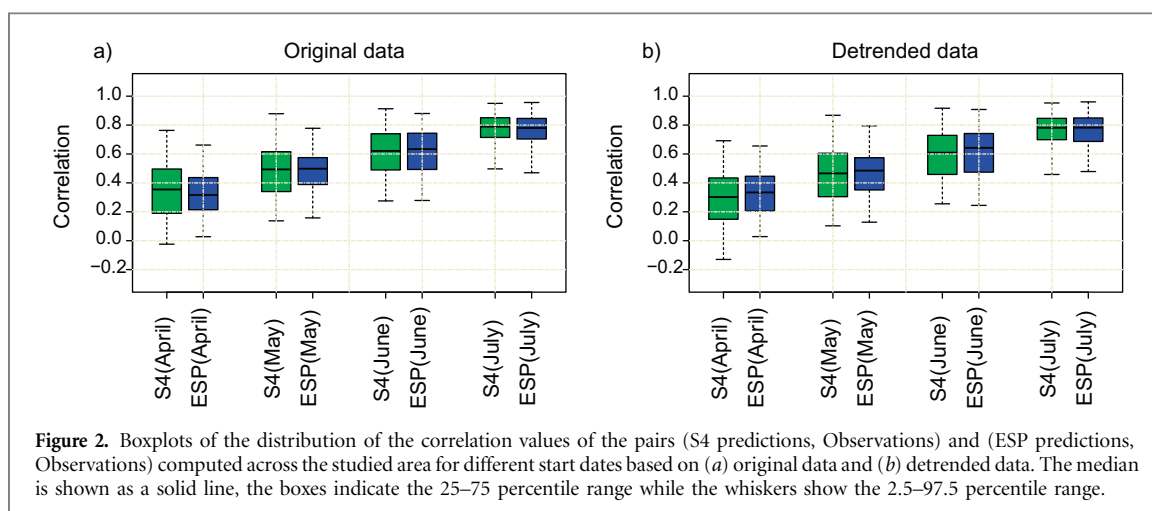 a) Original data
Correlation
1.0
0.8
0.6
0.4
0.2
0.0
−0.2
S4(April)
ESP(April)
S4(May)
ESP(May)
S4(June)
ESP(June)
S4(July)
ESP(July)
b) Detrended data
Correlation
1.0
0.8
0.6
0.4
0.2
0.0
−0.2
S4(April)
ESP(April)
S4(May)
ESP(May)
S4(June)
ESP(June)
S4(July)
ESP(July)
Figure 2. Boxplots of the distribution of the correlation values of the pairs (S4 predictions, Observations) and (ESP predictions,
Observations) computed across the studied area for different start dates based on (a) original data and (b) detrended data. The median
is shown as a solid line, the boxes indicate the 25–75 percentile range while the whiskers show the 2.5–97.5 percentile range.